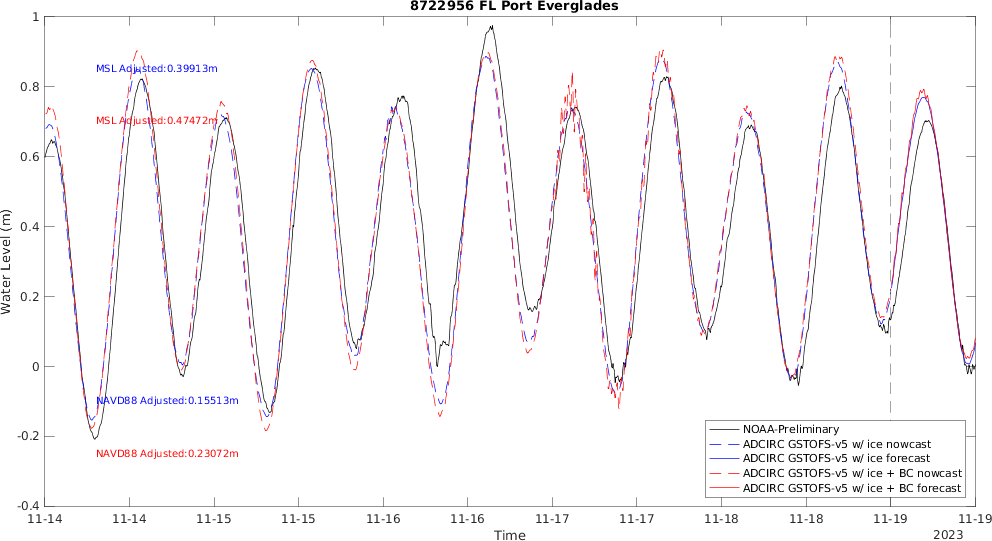 8722956 FL Port Everglades
1
0.8
0.6
0.4
0.2
0
-0.2
-0.4
Water Level (m)
MSL Adjusted:0.39913m
MSL Adjusted:0.47472m
NAVD88 Adjusted:0.15513m
NAVD88 Adjusted:0.23072m
NOAA-Preliminary
ADCIRC GSTOFS-v5 w/ ice nowcast
ADCIRC GSTOFS-v5 w/ ice forecast
ADCIRC GSTOFS-v5 w/ ice + BC nowcast
ADCIRC GSTOFS-v5 w/ ice + BC forecast
11-14 11-14 11-15 11-15 11-16 11-16 11-17 11-17 11-18 11-18 11-19 11-19
Time
2023